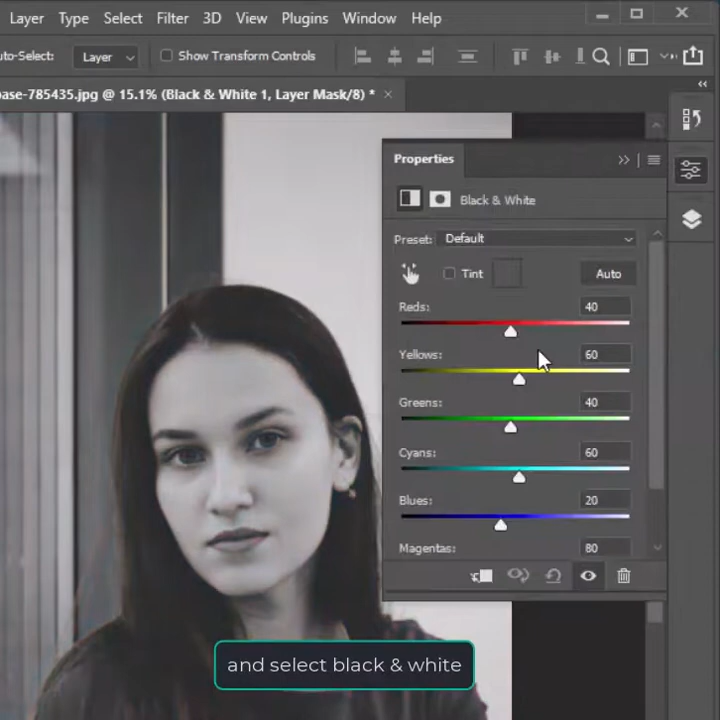 Layer Type Select Filter 3D View Plugins Window Help
uto-Select: Layer Show Transform Controls
ase-785435.jpg @ 15.1% (Black & White 1, Layer Mask/8) * ×
Properties
Black & White
Preset: Default
Tint Auto
Reds: 40
Yellows: 60
Greens: 40
Cyans: 60
Blues: 20
Magentas: 80
and select black & white